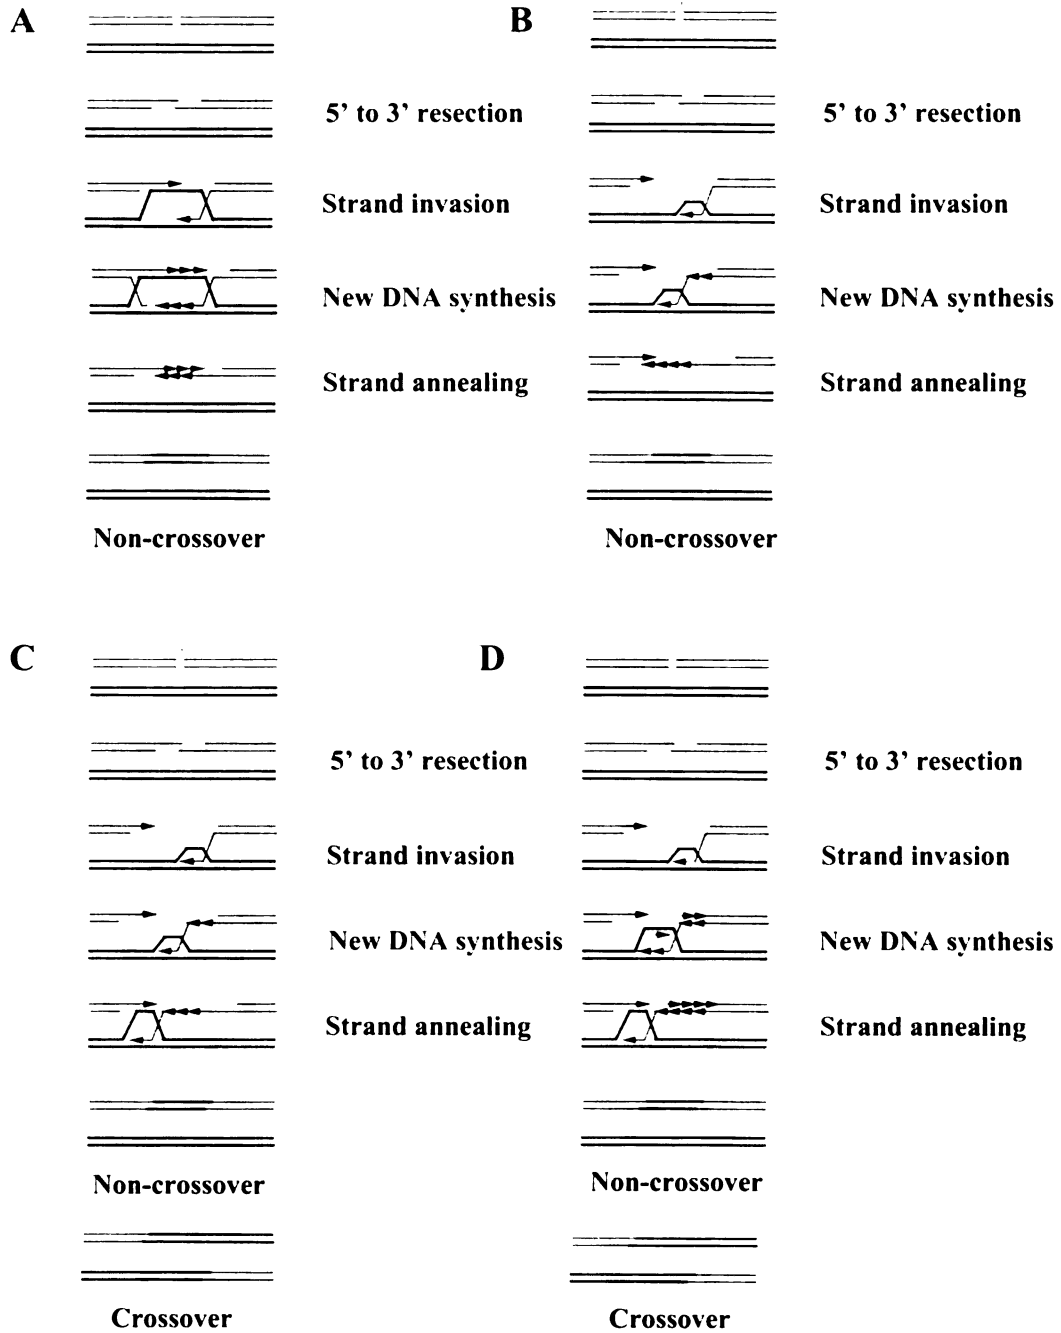 A
5’ to 3’ resection
Strand invasion
New DNA synthesis
Strand annealing
Non-crossover
B
5’ to 3’ resection
Strand invasion
New DNA synthesis
Strand annealing
Non-crossover
C
5’ to 3’ resection
Strand invasion
New DNA synthesis
Strand annealing
Non-crossover
Crossover
D
5’ to 3’ resection
Strand invasion
New DNA synthesis
Strand annealing
Non-crossover
Crossover